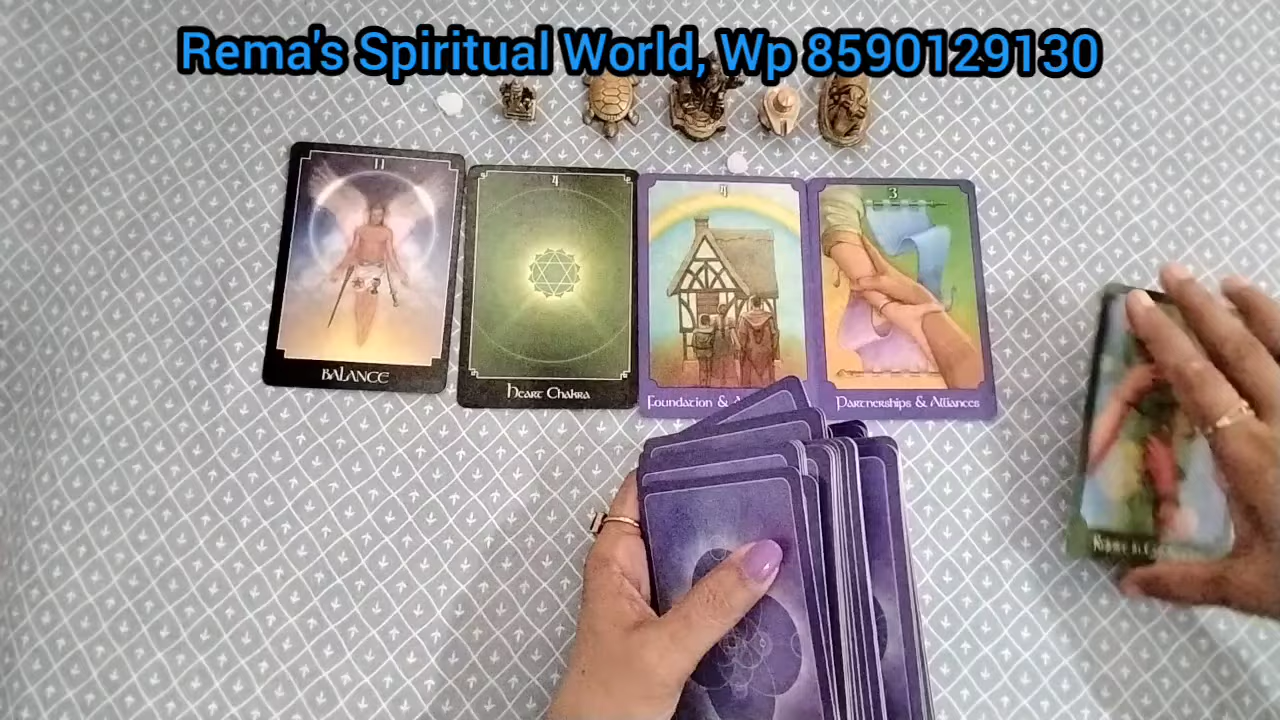 Rema's Spiritual World, Wp 8590129130
11
4
4
3
BALANCE
Heart Chakra
Foundation &
Partnerships & Alliances